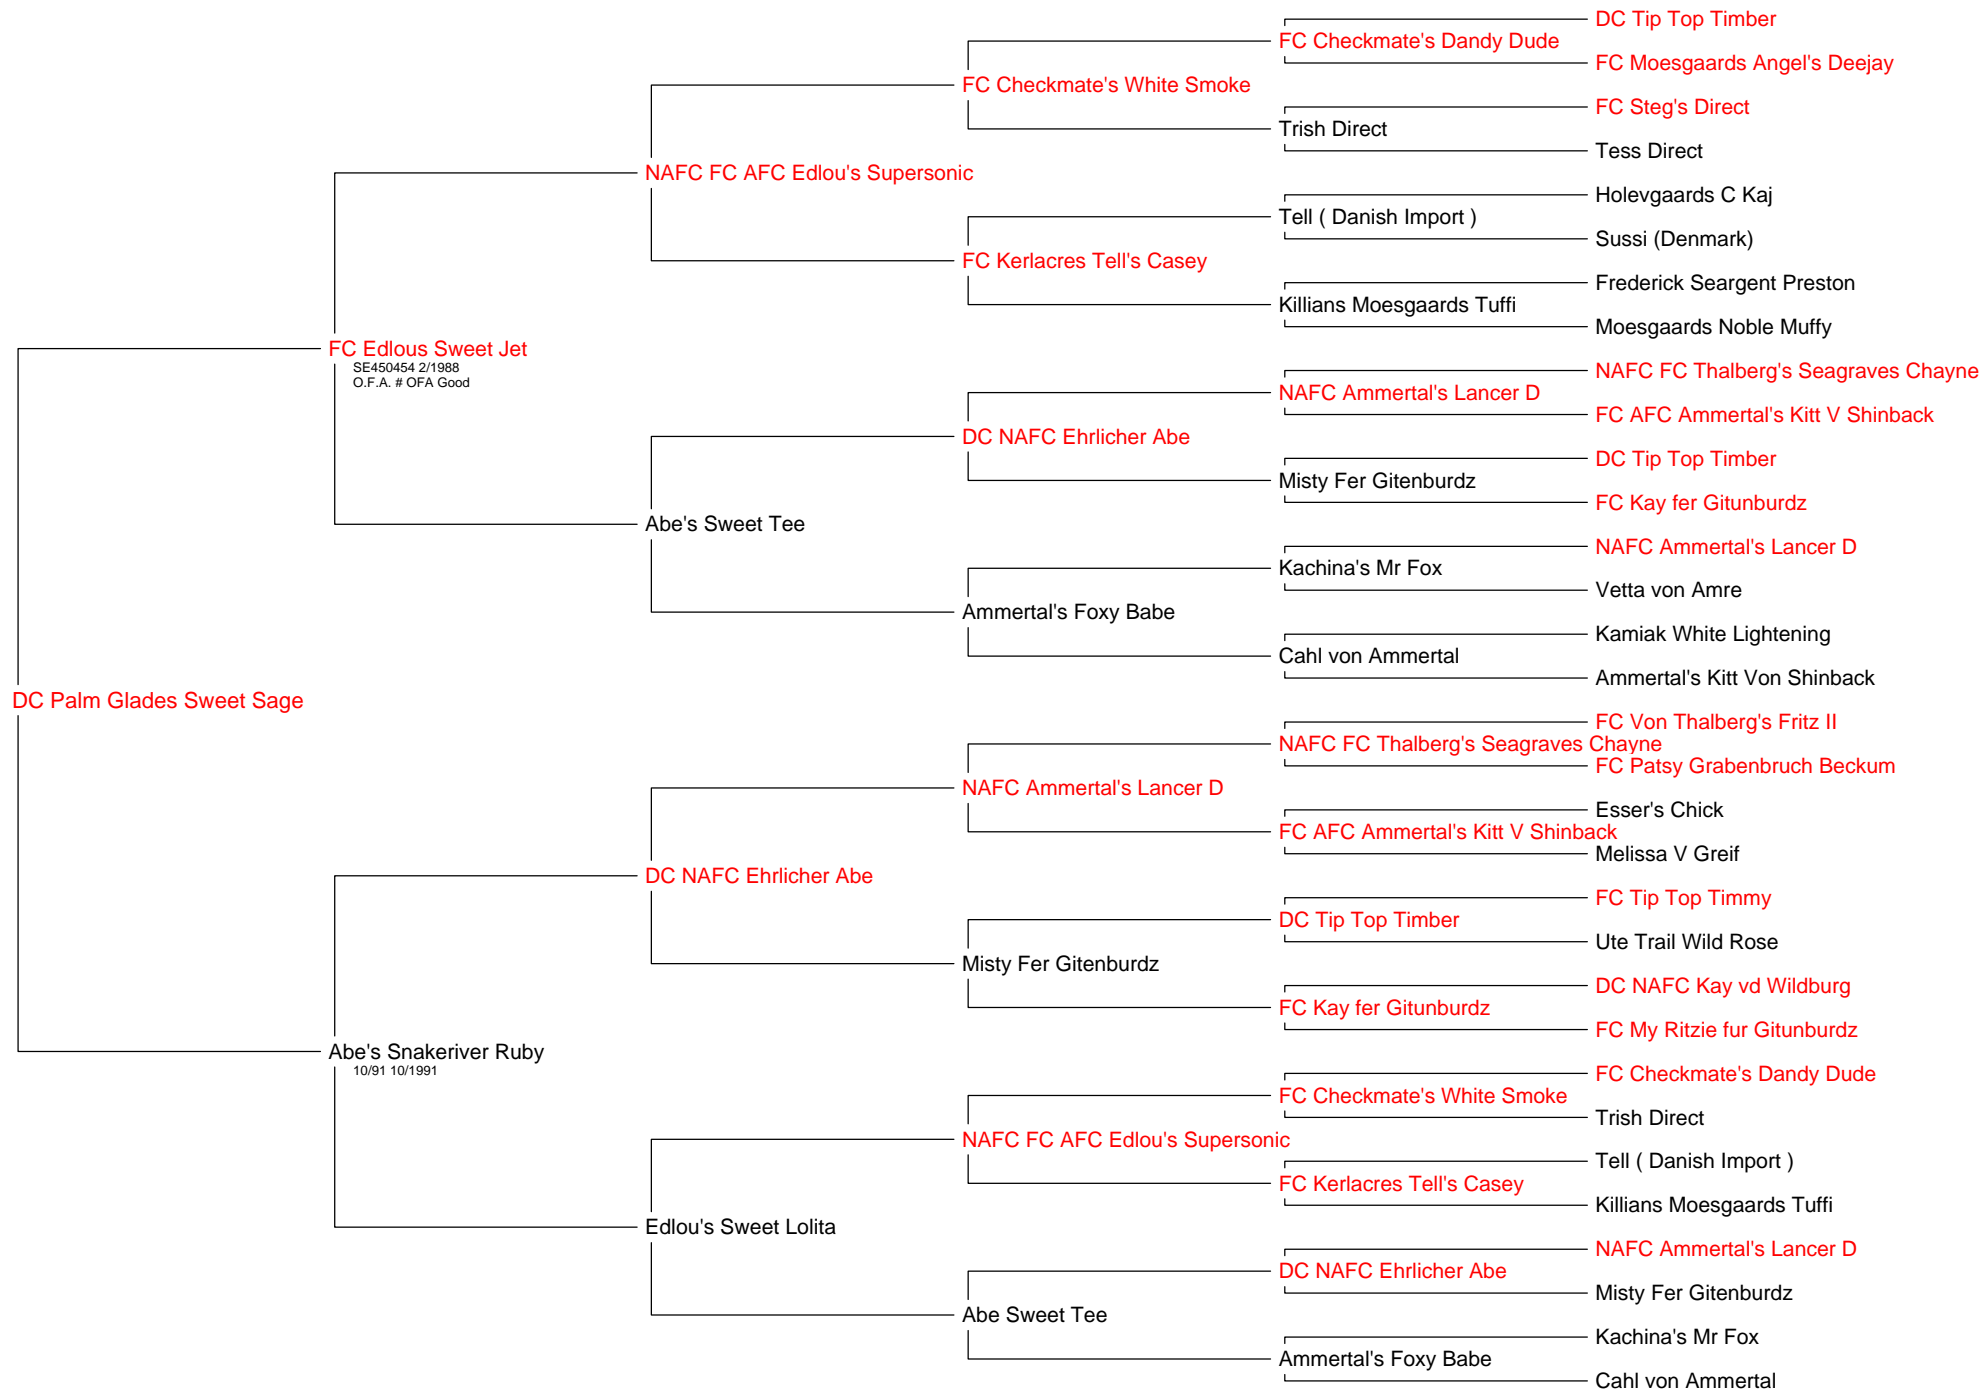 DC Palm Glades Sweet Sage
FC Edlous Sweet Jet
SE450454 2/1988
O.F.A. # OFA Good
Abe's Snakeriver Ruby
10/91 10/1991
NAFC FC AFC Edlou's Supersonic
Abe's Sweet Tee
DC NAFC Ehrlicher Abe
Edlou's Sweet Lolita
FC Checkmate's White Smoke
FC Kerlacres Tell's Casey
DC NAFC Ehrlicher Abe
Ammertal's Foxy Babe
NAFC Ammertal's Lancer D
Misty Fer Gitenburdz
NAFC FC AFC Edlou's Supersonic
Abe Sweet Tee
FC Checkmate's Dandy Dude
Trish Direct
Tell ( Danish Import )
Killians Moesgaards Tuffi
NAFC Ammertal's Lancer D
Misty Fer Gitenburdz
Kachina's Mr Fox
Cahl von Ammertal
NAFC FC Thalberg's Seagraves Chayne
FC AFC Ammertal's Kitt V Shinback
DC Tip Top Timber
FC Kay fer Gitunburdz
FC Checkmate's White Smoke
FC Kerlacres Tell's Casey
DC NAFC Ehrlicher Abe
Ammertal's Foxy Babe
DC Tip Top Timber
FC Moesgaards Angel's Deejay
FC Steg's Direct
Tess Direct
Holevgaards C Kaj
Sussi (Denmark)
Frederick Seargent Preston
Moesgaards Noble Muffy
NAFC FC Thalberg's Seagraves Chayne
FC AFC Ammertal's Kitt V Shinback
DC Tip Top Timber
FC Kay fer Gitunburdz
NAFC Ammertal's Lancer D
Vetta von Amre
Kamiak White Lightening
Ammertal's Kitt Von Shinback
FC Von Thalberg's Fritz II
FC Patsy Grabenbruch Beckum
Esser's Chick
Melissa V Greif
FC Tip Top Timmy
Ute Trail Wild Rose
DC NAFC Kay vd Wildburg
FC My Ritzie fur Gitunburdz
FC Checkmate's Dandy Dude
Trish Direct
Tell ( Danish Import )
Killians Moesgaards Tuffi
NAFC Ammertal's Lancer D
Misty Fer Gitenburdz
Kachina's Mr Fox
Cahl von Ammertal